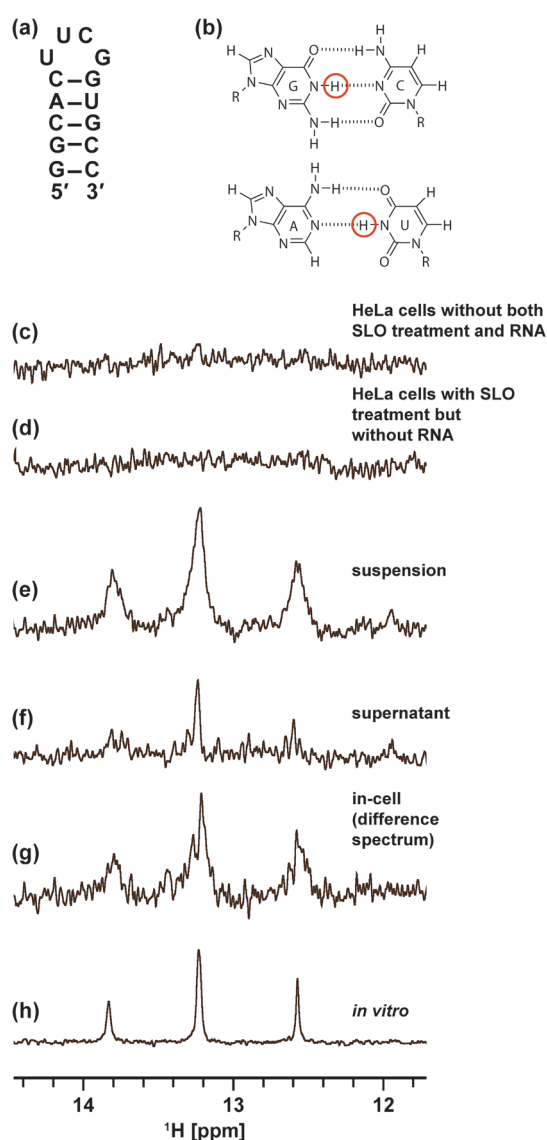 (a)
U C
U G
C–G
A–U
C–G
G–C
G–C
5′ 3′
(b)
O H–N H
H N H
N G N–H N C H
R N N
N–H O R
H
H
H N N–H O H
N A N H–N U H
R N N
H O R
(c)
HeLa cells without both
SLO treatment and RNA
(d)
HeLa cells with SLO
treatment but
without RNA
(e)
suspension
(f)
supernatant
(g)
in-cell
(difference
spectrum)
(h)
in vitro
14 13 12
¹H [ppm]